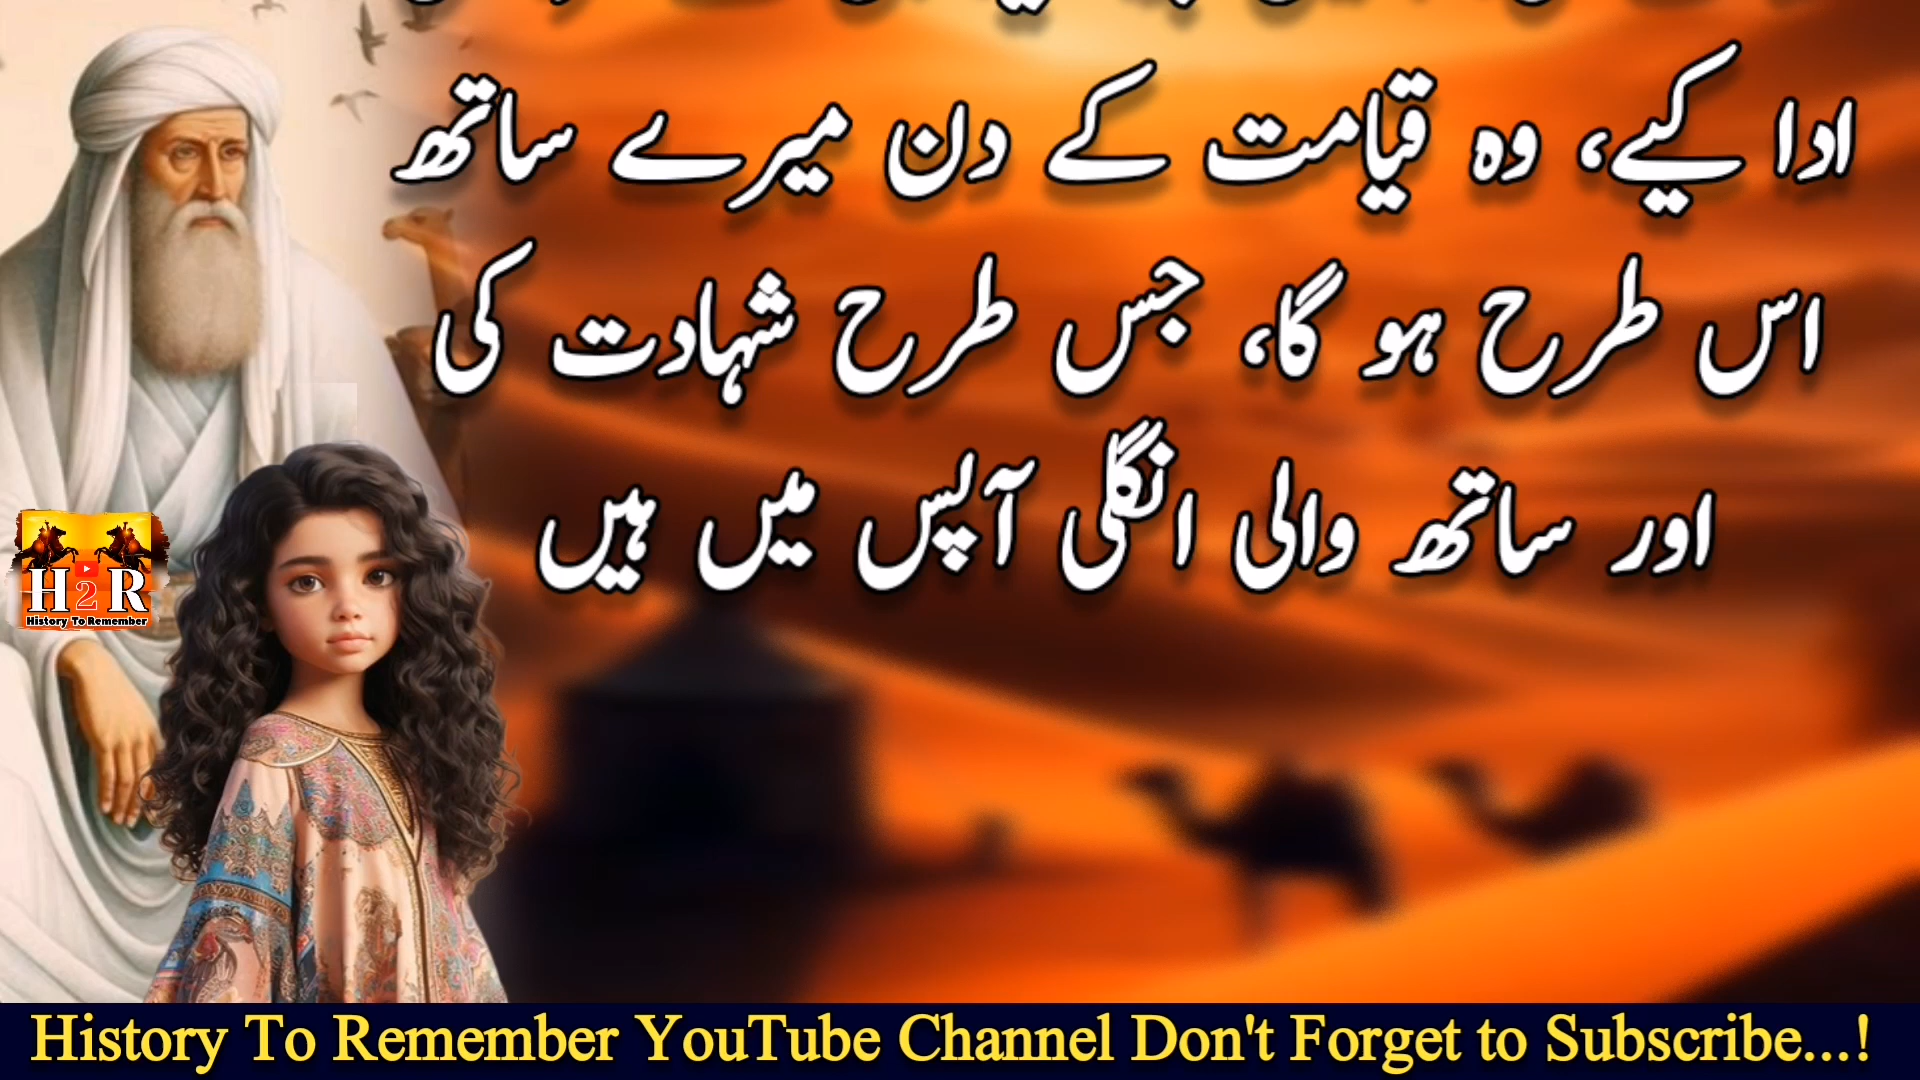 ادا کیے، وہ قیامت کے دن میرے ساتھ
اس طرح ہو گا، جس طرح شہادت کی
اور ساتھ والی انگلی آپس میں ہیں
H2R
History To Remember
History To Remember YouTube Channel Don't Forget to Subscribe...!